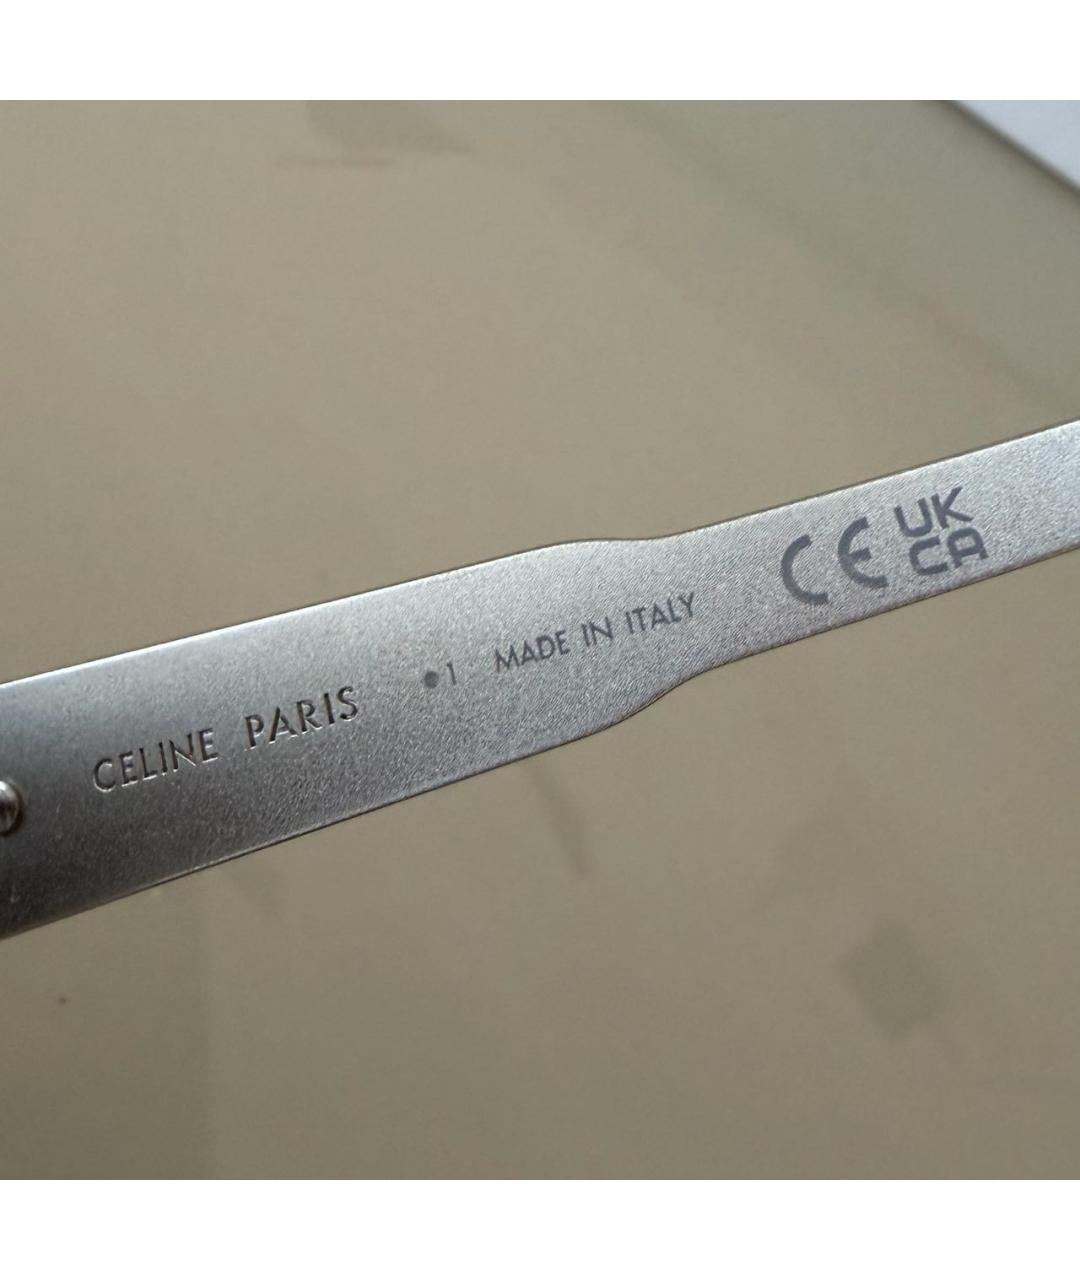 CELINE PARIS •1 MADE IN ITALY CE UK
CA